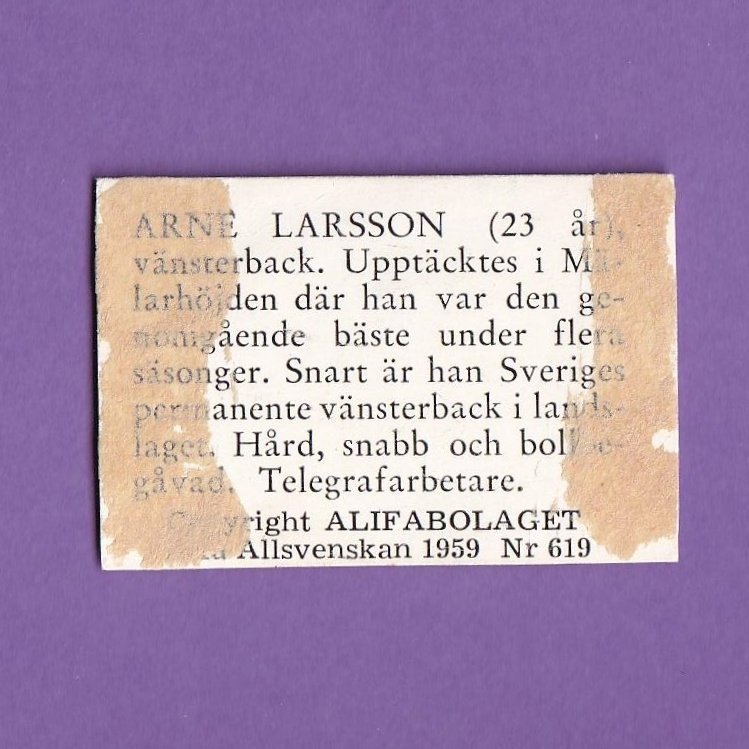 ARNE LARSSON (23 år),
vänsterback. Upptäcktes i Mä-
larhöjden där han var den ge-
nomgående bäste under flera
säsonger. Snart är han Sveriges
permanente vänsterback i lands-
laget. Hård, snabb och bollbe-
gåvad. Telegrafarbetare.
Copyright ALIFABOLAGET
Allsvenskan 1959 Nr 619